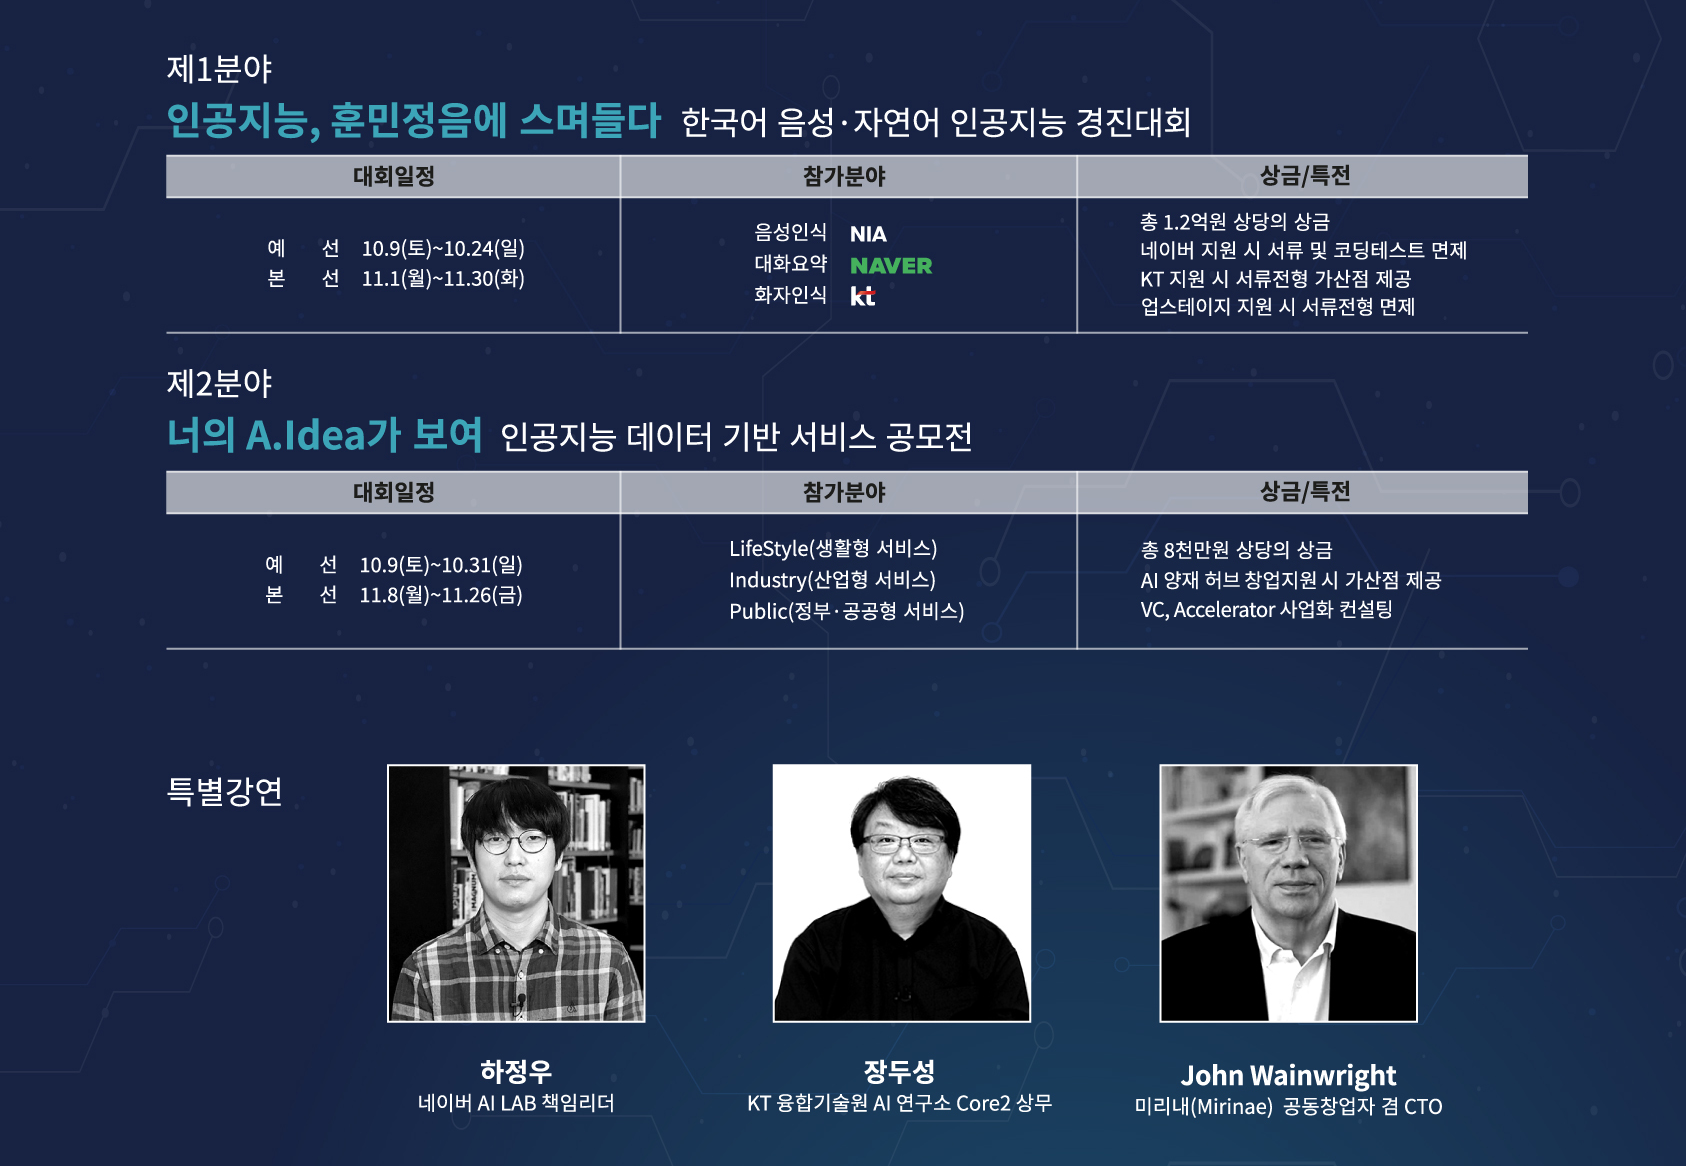 제1분야
인공지능, 훈민정음에 스며들다 한국어 음성·자연어 인공지능 경진대회
대회일정 참가분야 상금/특전
예 선 10.9(토)~10.24(일)
본 선 11.1(월)~11.30(화)
음성인식 NIA
대화요약 NAVER
화자인식 kt
총 1.2억원 상당의 상금
네이버 지원 시 서류 및 코딩테스트 면제
KT 지원 시 서류전형 가산점 제공
업스테이지 지원 시 서류전형 면제
제2분야
너의 A.Idea가 보여 인공지능 데이터 기반 서비스 공모전
대회일정 참가분야 상금/특전
예 선 10.9(토)~10.31(일)
본 선 11.8(월)~11.26(금)
LifeStyle(생활형 서비스)
Industry(산업형 서비스)
Public(정부·공공형 서비스)
총 8천만원 상당의 상금
AI 양재 허브 창업지원 시 가산점 제공
VC, Accelerator 사업화 컨설팅
특별강연
하정우
네이버 AI LAB 책임리더
장두성
KT 융합기술원 AI 연구소 Core2 상무
John Wainwright
미리내(Mirinae) 공동창업자 겸 CTO